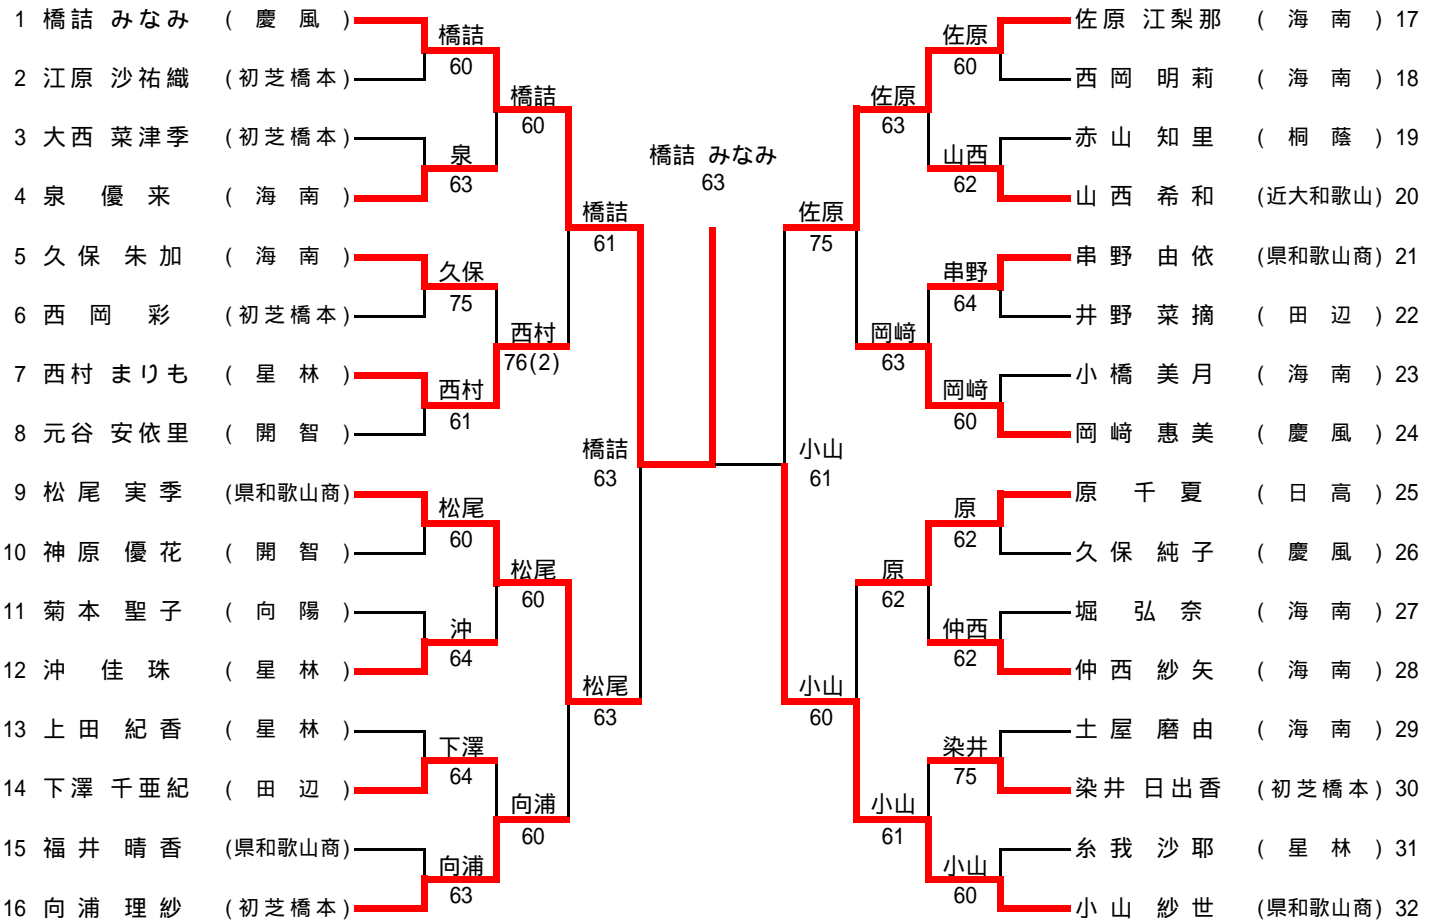 1 橋詰 みなみ ( 慶 風 )
2 江原 沙祐織 (初芝橋本)
3 大西 菜津季 (初芝橋本)
4 泉 優来 ( 海 南 )
5 久保 朱加 ( 海 南 )
6 西岡 彩 (初芝橋本)
7 西村 まりも ( 星 林 )
8 元谷 安依里 ( 開 智 )
9 松尾 実季 (県和歌山商)
10 神原 優花 ( 開 智 )
11 菊本 聖子 ( 向 陽 )
12 沖 佳珠 ( 星 林 )
13 上田 紀香 ( 星 林 )
14 下澤 千亜紀 ( 田 辺 )
15 福井 晴香 (県和歌山商)
16 向浦 理紗 (初芝橋本)
橋詰
60
泉
63
久保
75
西村
61
松尾
60
沖
64
下澤
64
向浦
63
橋詰
60
西村
76(2)
松尾
60
向浦
60
橋詰
61
松尾
63
橋詰
63
橋詰 みなみ
63
小山
61
佐原
75
小山
60
佐原
63
岡﨑
63
原
62
小山
61
佐原
60
山西
62
串野
64
岡﨑
60
原
62
仲西
62
染井
75
小山
60
佐原 江梨那 ( 海 南 ) 17
西岡 明莉 ( 海 南 ) 18
赤山 知里 ( 桐 蔭 ) 19
山西 希和 (近大和歌山) 20
串野 由依 (県和歌山商) 21
井野 菜摘 ( 田 辺 ) 22
小橋 美月 ( 海 南 ) 23
岡﨑 惠美 ( 慶 風 ) 24
原 千夏 ( 日 高 ) 25
久保 純子 ( 慶 風 ) 26
堀 弘奈 ( 海 南 ) 27
仲西 紗矢 ( 海 南 ) 28
土屋 磨由 ( 海 南 ) 29
染井 日出香 (初芝橋本) 30
糸我 沙耶 ( 星 林 ) 31
小山 紗世 (県和歌山商) 32